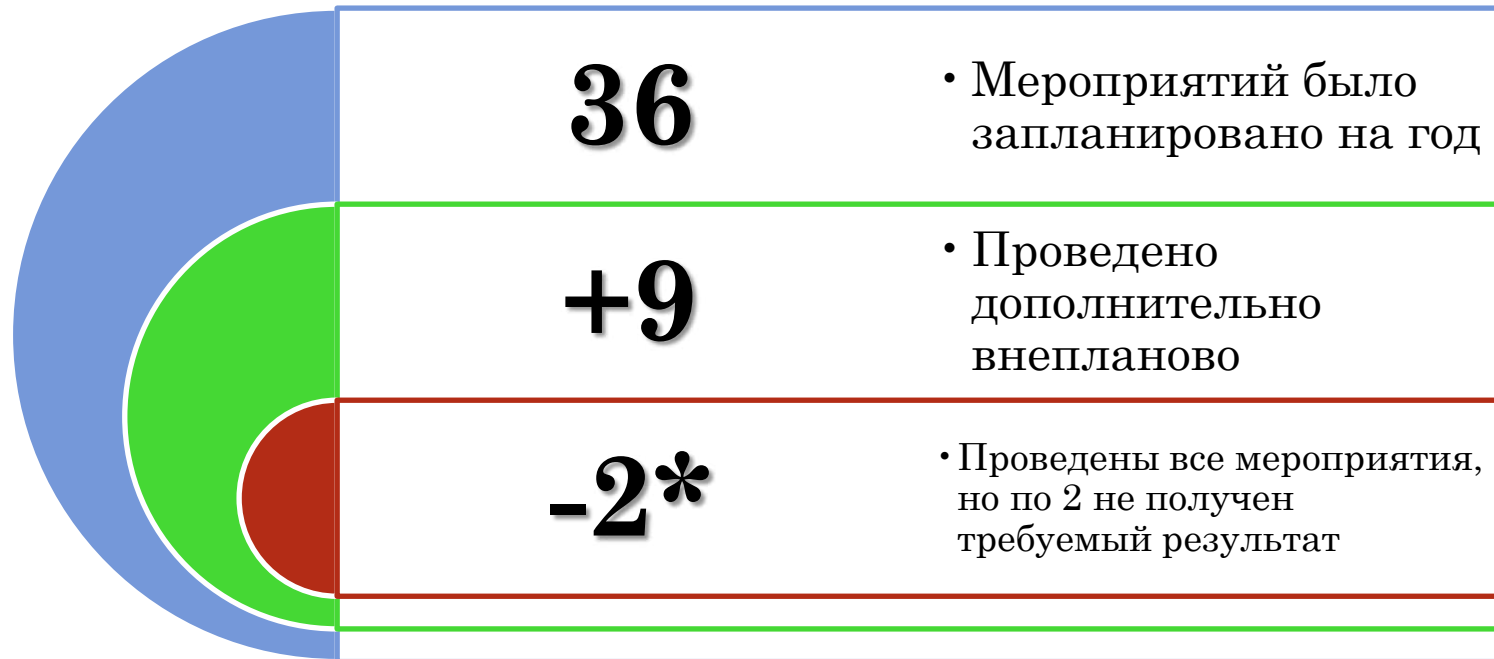 36
• Мероприятий было
запланировано на год
+9
• Проведено
дополнительно
внепланово
-2*
• Проведены все мероприятия,
но по 2 не получен
требуемый результат